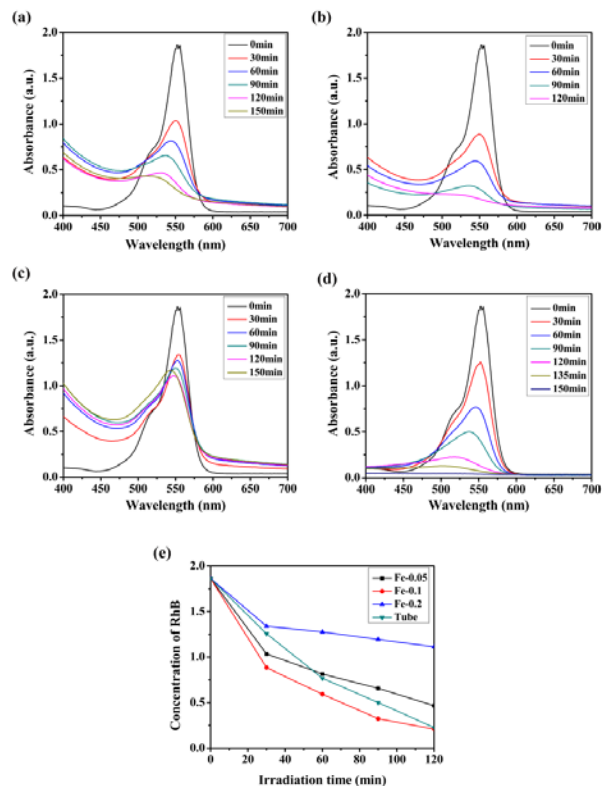 (a)
2.0
1.5
1.0
0.5
0.0
Absorbance (a.u.)
0min
30min
60min
90min
120min
150min
400 450 500 550 600 650 700
Wavelength (nm)
(b)
2.0
1.5
1.0
0.5
0.0
Absorbance (a.u.)
0min
30min
60min
90min
120min
400 450 500 550 600 650 700
Wavelength (nm)
(c)
2.0
1.5
1.0
0.5
0.0
Absorbance (a.u.)
0min
30min
60min
90min
120min
150min
400 450 500 550 600 650 700
Wavelength (nm)
(d)
2.0
1.5
1.0
0.5
0.0
Absorbance (a.u.)
0min
30min
60min
90min
120min
135min
150min
400 450 500 550 600 650 700
Wavelength (nm)
(e)
2.0
1.5
1.0
0.5
0.0
Concentration of RhB
Fe-0.05
Fe-0.1
Fe-0.2
Tube
0 20 40 60 80 100 120
Irradiation time (min)